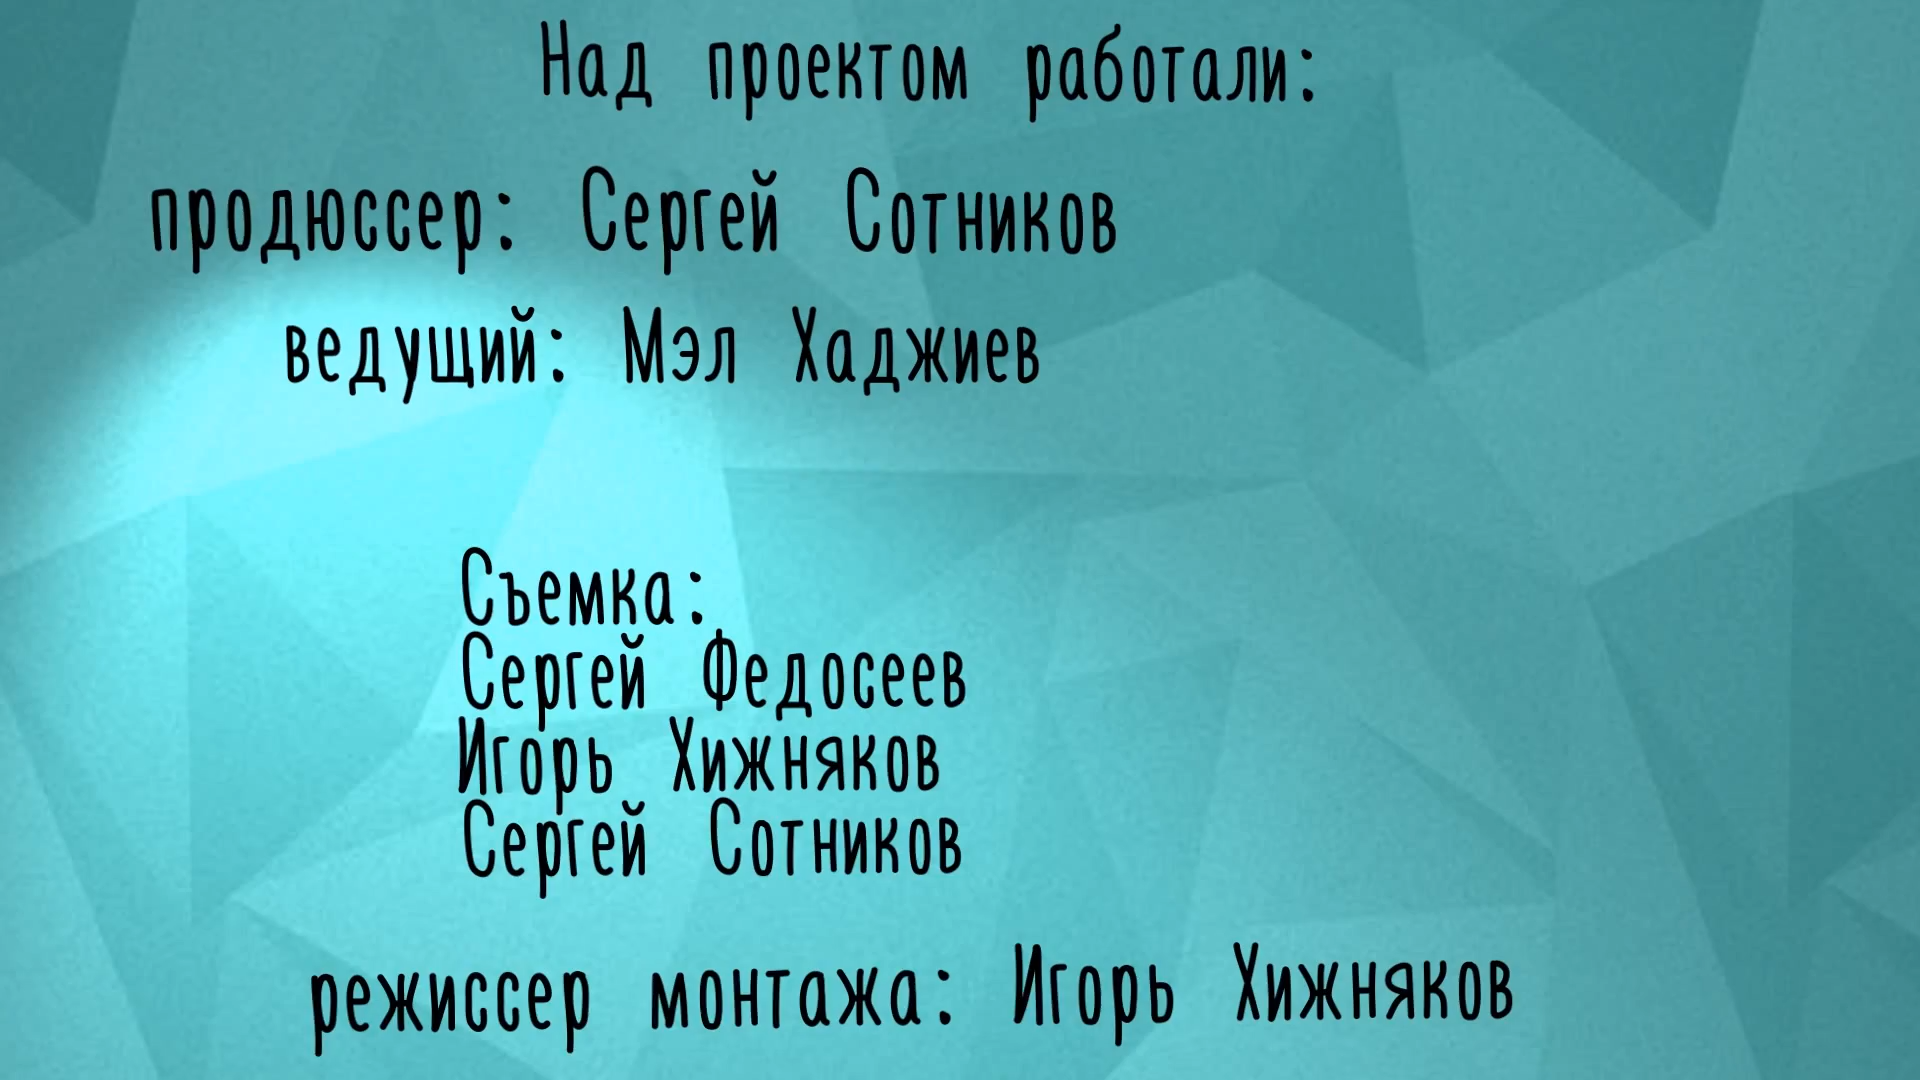 Над проектом работали:
продюссер: Сергей Сотников
ведущий: Мэл Хаджиев
Съемка:
Сергей Федосеев
Игорь Хижняков
Сергей Сотников
режиссер монтажа: Игорь Хижняков